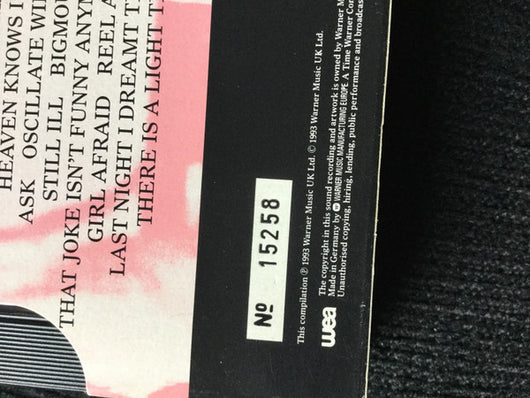 HEAVEN KNOWS
ASK OSCILLATE
STILL ILL BIGMOU
THAT JOKE ISN'T FUNNY ANYM
GIRL AFRAID REEL A
LAST NIGHT I DREAMT T
THERE IS A LIGHT T
Nº 15258
This compilation ℗ 1993 Warner Music UK Ltd. © 1993 Warner Music UK Ltd.
wea
The copyright in this sound recording and artwork is owned by Warner M
Made in Germany by WARNER MUSIC MANUFACTURING EUROPE. A Time Warner Com
Unauthorised copying, hiring, lending, public performance and broadcas